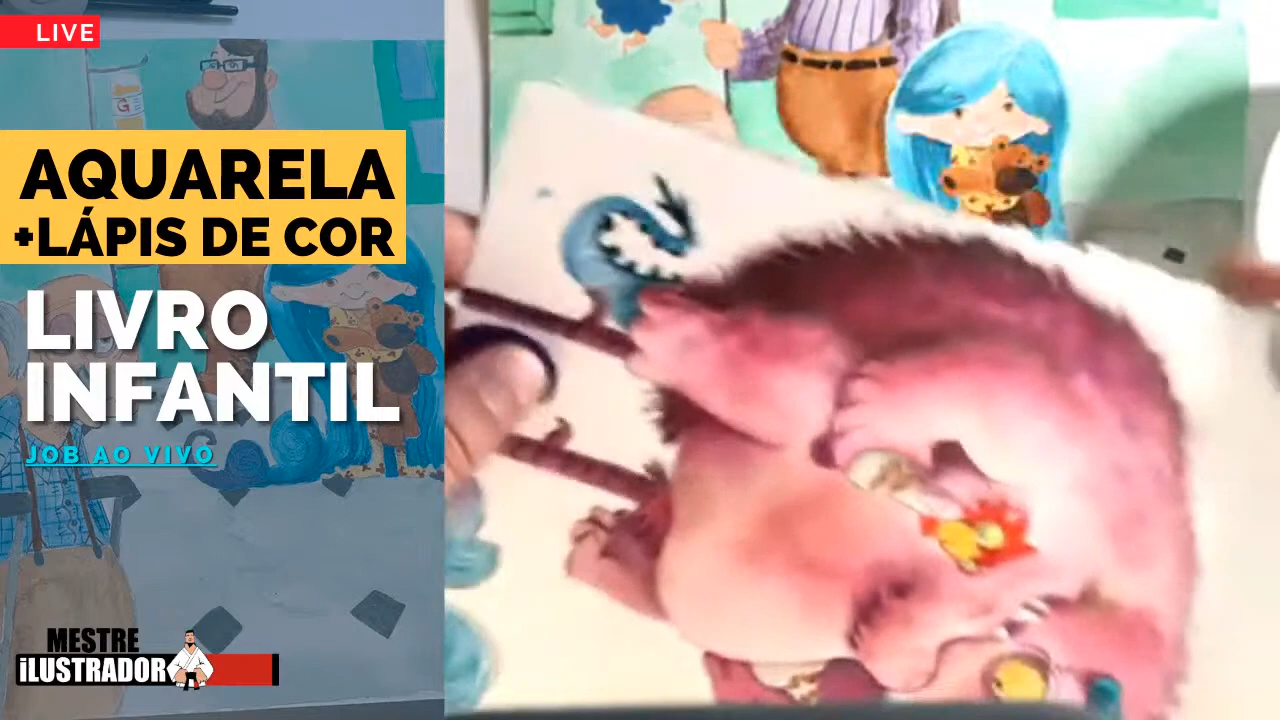 LIVE
AQUARELA
+LÁPIS DE COR
LIVRO
INFANTIL
JOB AO VIVO
G
MESTRE
iLUSTRADOR